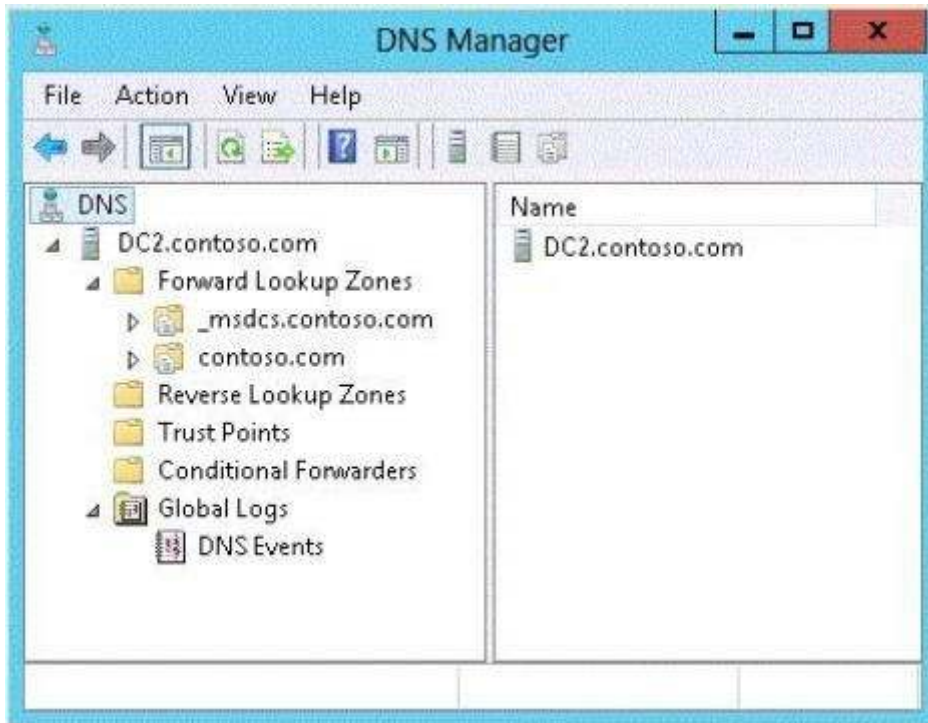 DNS Manager
File Action View Help
DNS
DC2.contoso.com
Forward Lookup Zones
_msdcs.contoso.com
contoso.com
Reverse Lookup Zones
Trust Points
Conditional Forwarders
Global Logs
DNS Events
Name
DC2.contoso.com